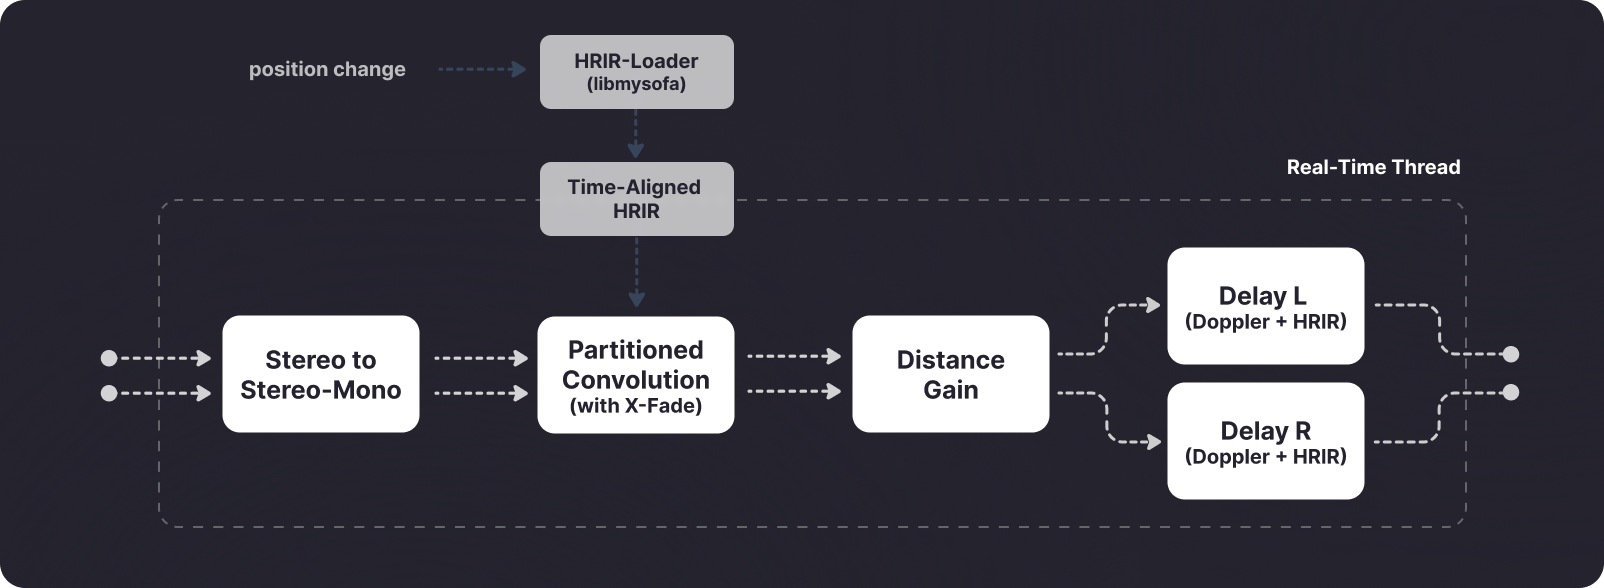 position change
HRIR-Loader
(libmysofa)
Time-Aligned
HRIR
Real-Time Thread
Stereo to
Stereo-Mono
Partitioned
Convolution
(with X-Fade)
Distance
Gain
Delay L
(Doppler + HRIR)
Delay R
(Doppler + HRIR)